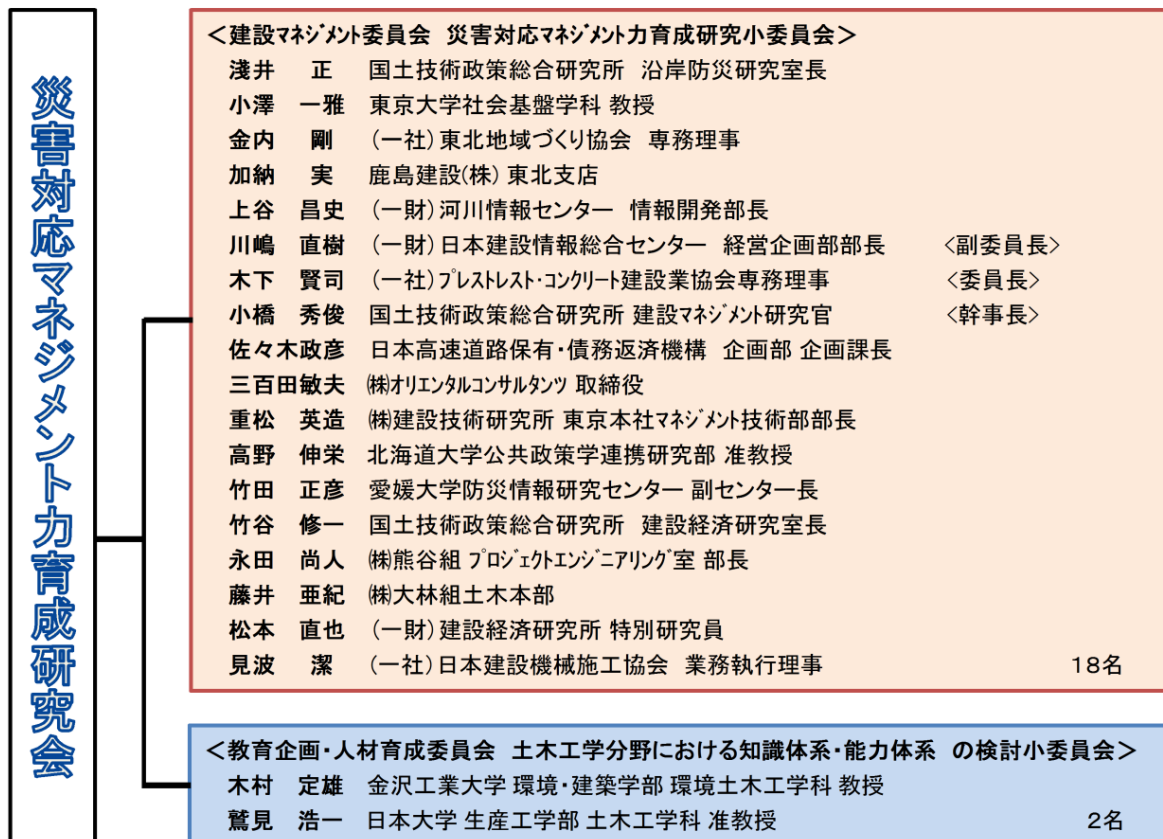 災害対応マネジメント力育成研究会
＜建設マネジメント委員会 災害対応マネジメント力育成研究小委員会＞
淺井 正 国土技術政策総合研究所 沿岸防災研究室長
小澤 一雅 東京大学社会基盤学科 教授
金内 剛 (一社)東北地域づくり協会 専務理事
加納 実 鹿島建設(株) 東北支店
上谷 昌史 (一財)河川情報センター 情報開発部長
川嶋 直樹 (一財)日本建設情報総合センター 経営企画部部長 <副委員長>
木下 賢司 (一社)プレストレスト・コンクリート建設業協会専務理事 <委員長>
小橋 秀俊 国土技術政策総合研究所 建設マネジメント研究官 <幹事長>
佐々木政彦 日本高速道路保有・債務返済機構 企画部 企画課長
三百田敏夫 ㈱オリエンタルコンサルタンツ 取締役
重松 英造 ㈱建設技術研究所 東京本社マネジメント技術部部長
高野 伸栄 北海道大学公共政策学連携研究部 准教授
竹田 正彦 愛媛大学防災情報研究センター 副センター長
竹谷 修一 国土技術政策総合研究所 建設経済研究室長
永田 尚人 ㈱熊谷組 プロジェクトエンジニアリング室 部長
藤井 亜紀 ㈱大林組土木本部
松本 直也 (一財)建設経済研究所 特別研究員
見波 潔 (一社)日本建設機械施工協会 業務執行理事 18名
＜教育企画・人材育成委員会 土木工学分野における知識体系・能力体系 の検討小委員会＞
木村 定雄 金沢工業大学 環境・建築学部 環境土木工学科 教授
鷲見 浩一 日本大学 生産工学部 土木工学科 准教授 2名